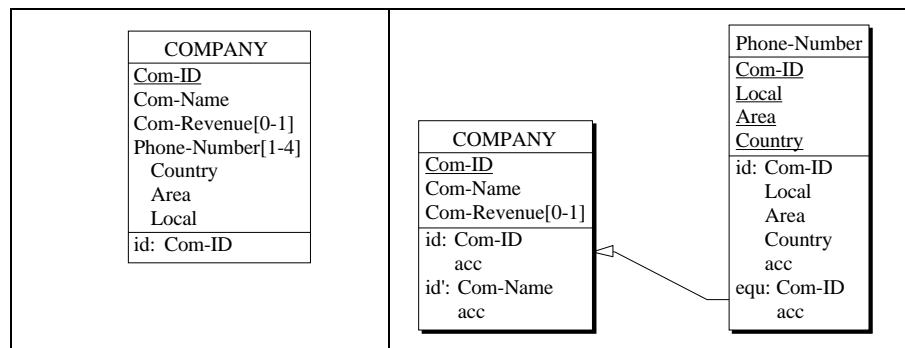 COMPANY
Com-ID
Com-Name
Com-Revenue[0-1]
Phone-Number[1-4]
Country
Area
Local
id: Com-ID
COMPANY
Com-ID
Com-Name
Com-Revenue[0-1]
id: Com-ID
acc
id': Com-Name
acc
Phone-Number
Com-ID
Local
Area
Country
id: Com-ID
Local
Area
Country
acc
equ: Com-ID
acc